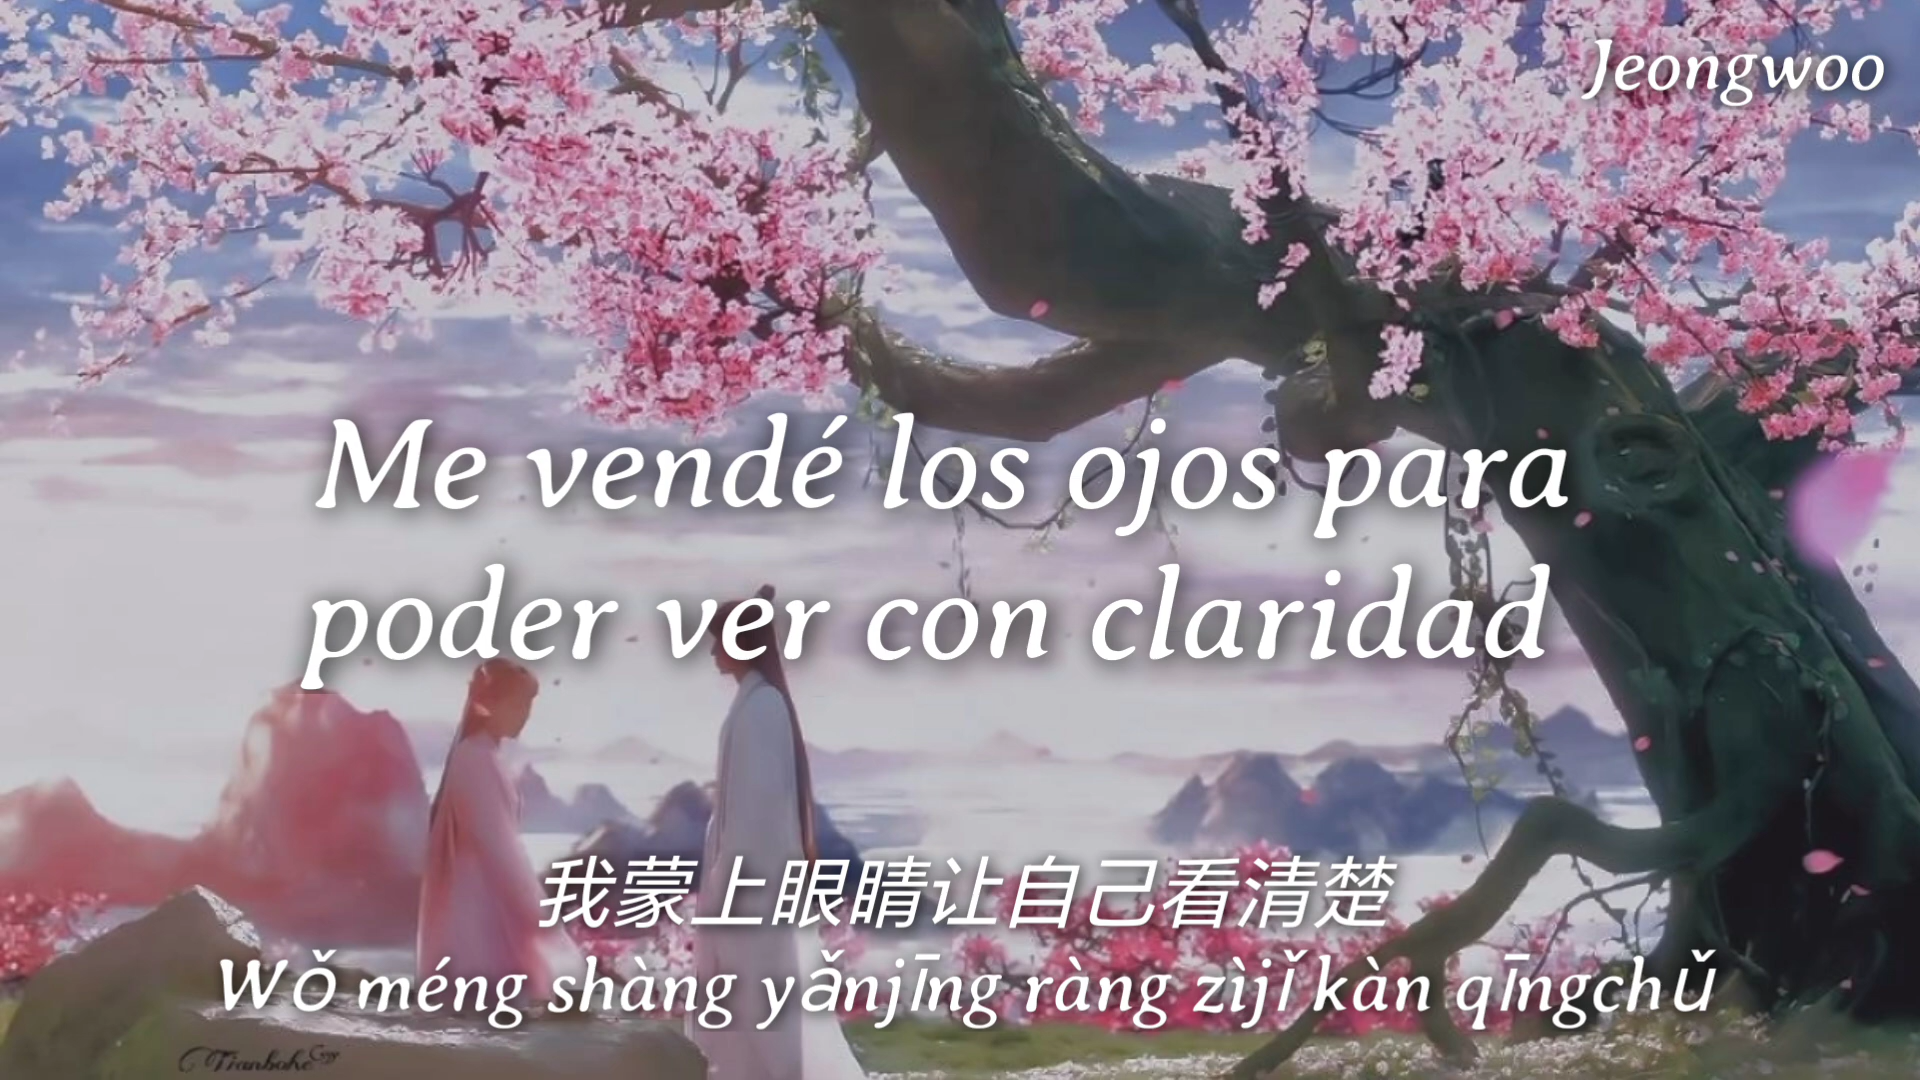 Jeongwoo
Me vendé los ojos para
poder ver con claridad
我蒙上眼睛让自己看清楚
Wǒ méng shàng yǎnjīng ràng zìjǐ kàn qīngchǔ